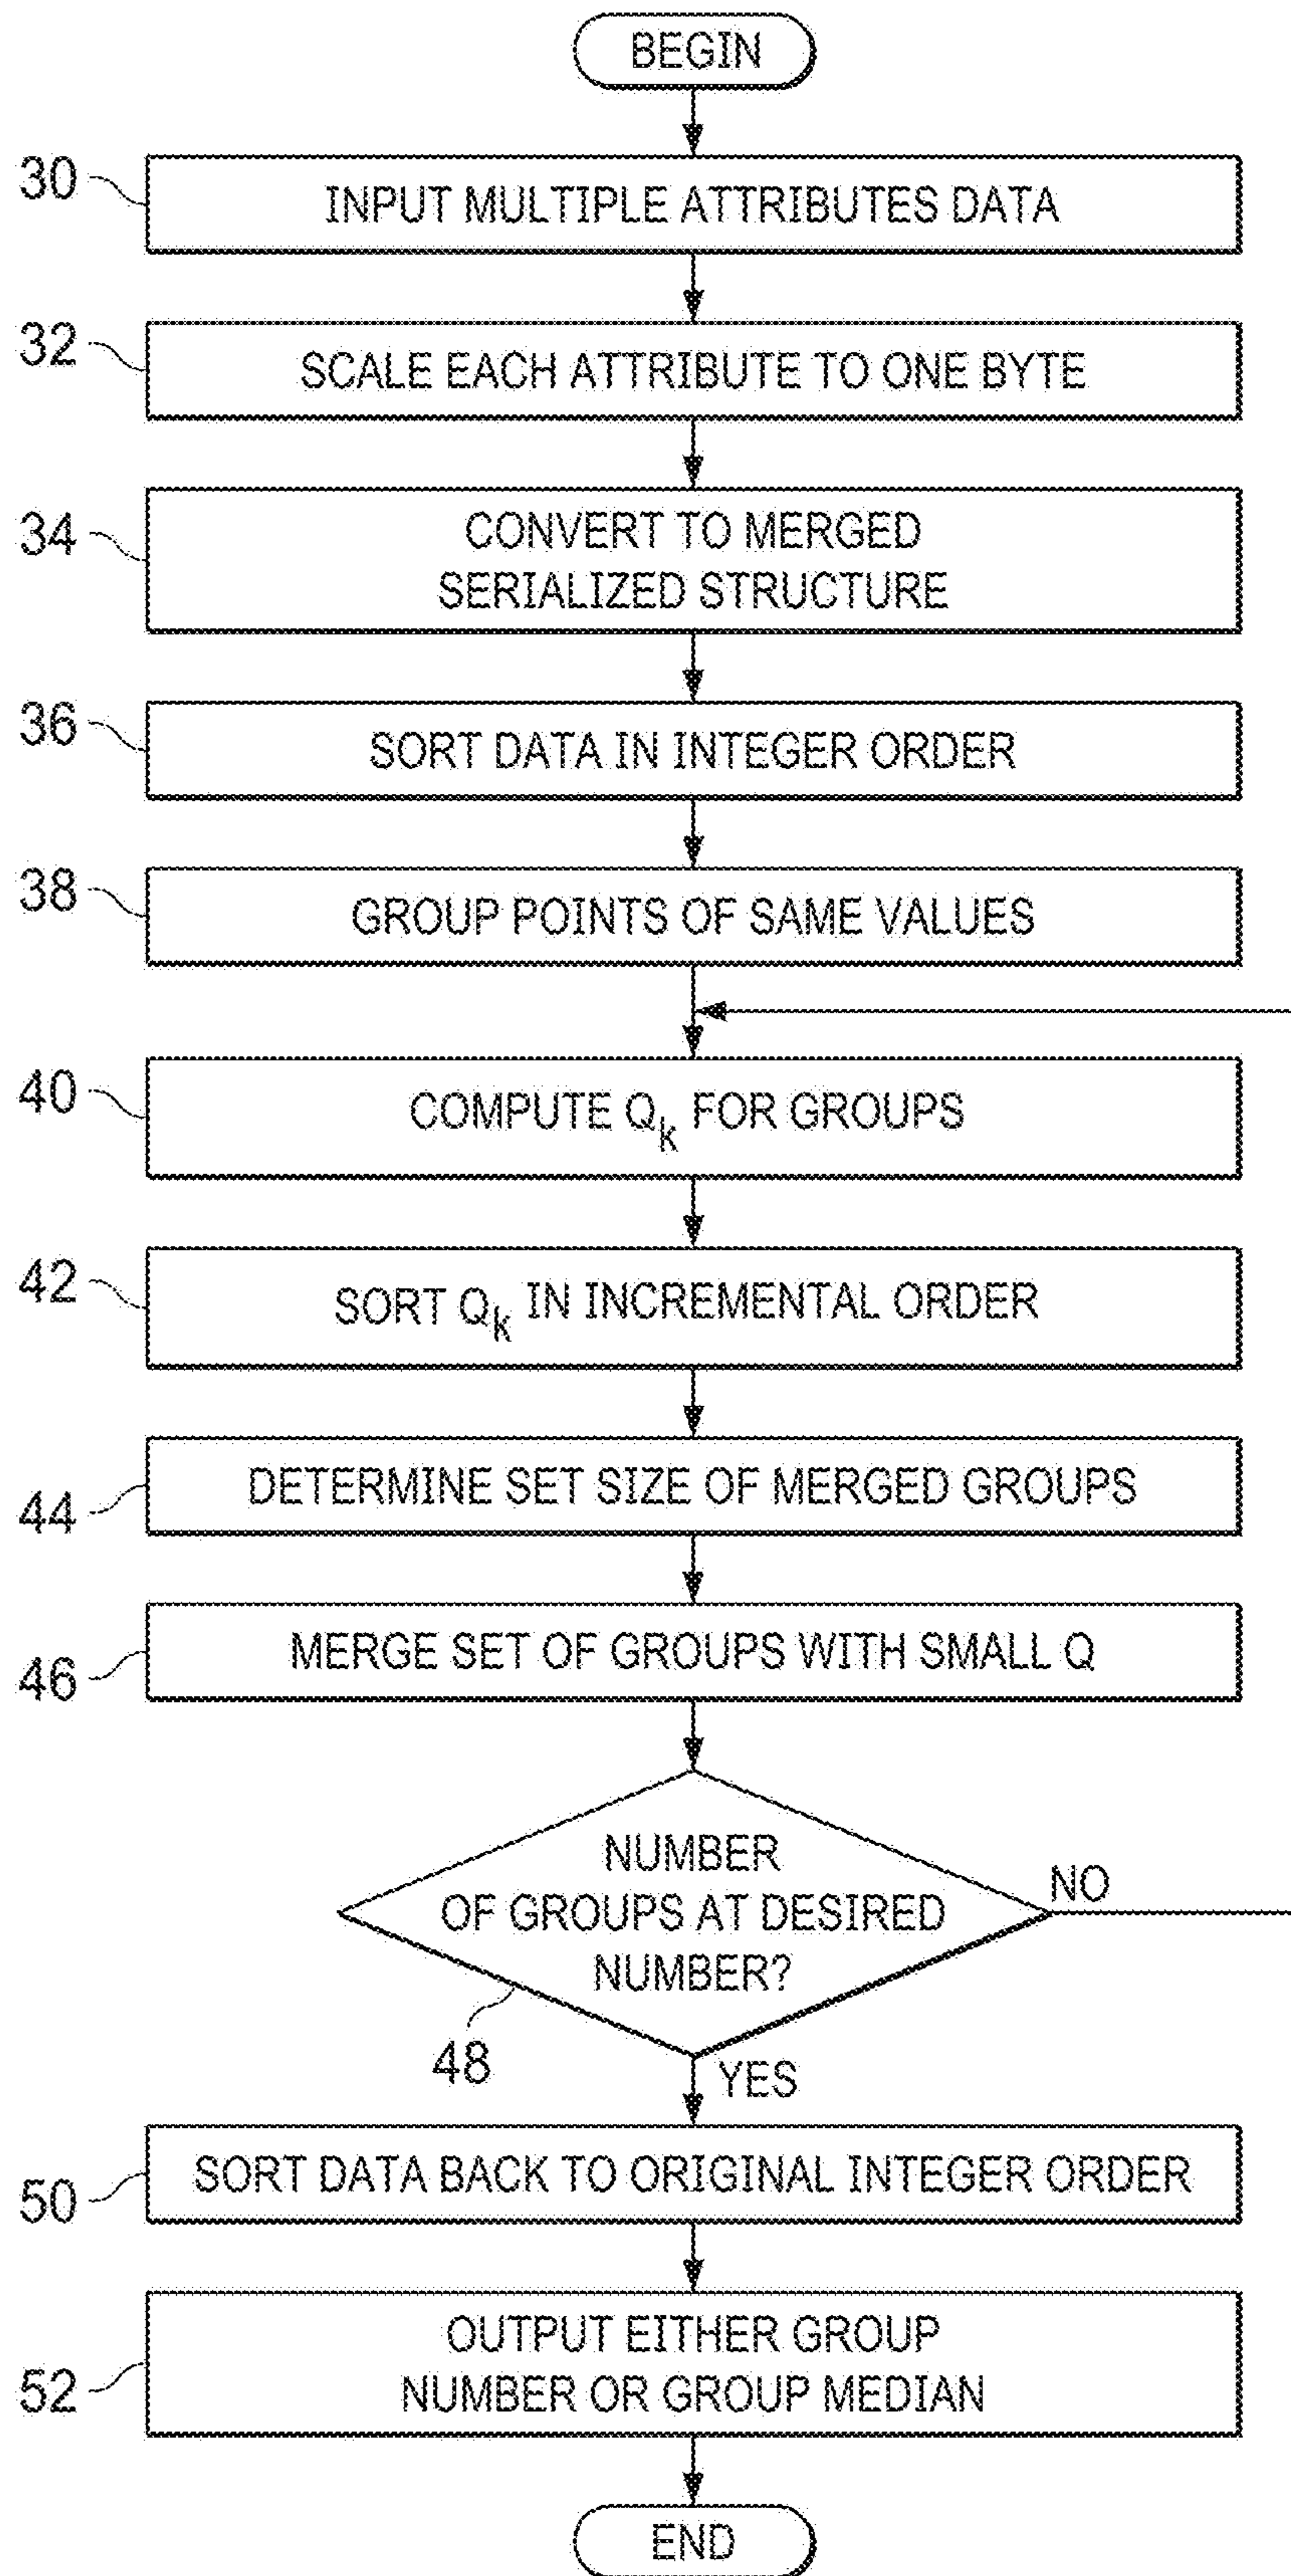 BEGIN
30
INPUT MULTIPLE ATTRIBUTES DATA
32
SCALE EACH ATTRIBUTE TO ONE BYTE
34
CONVERT TO MERGED
SERIALIZED STRUCTURE
36
SORT DATA IN INTEGER ORDER
38
GROUP POINTS OF SAME VALUES
40
COMPUTE Qk FOR GROUPS
42
SORT Qk IN INCREMENTAL ORDER
44
DETERMINE SET SIZE OF MERGED GROUPS
46
MERGE SET OF GROUPS WITH SMALL Q
NUMBER
OF GROUPS AT DESIRED
NUMBER?
NO
48
YES
50
SORT DATA BACK TO ORIGINAL INTEGER ORDER
52
OUTPUT EITHER GROUP
NUMBER OR GROUP MEDIAN
END